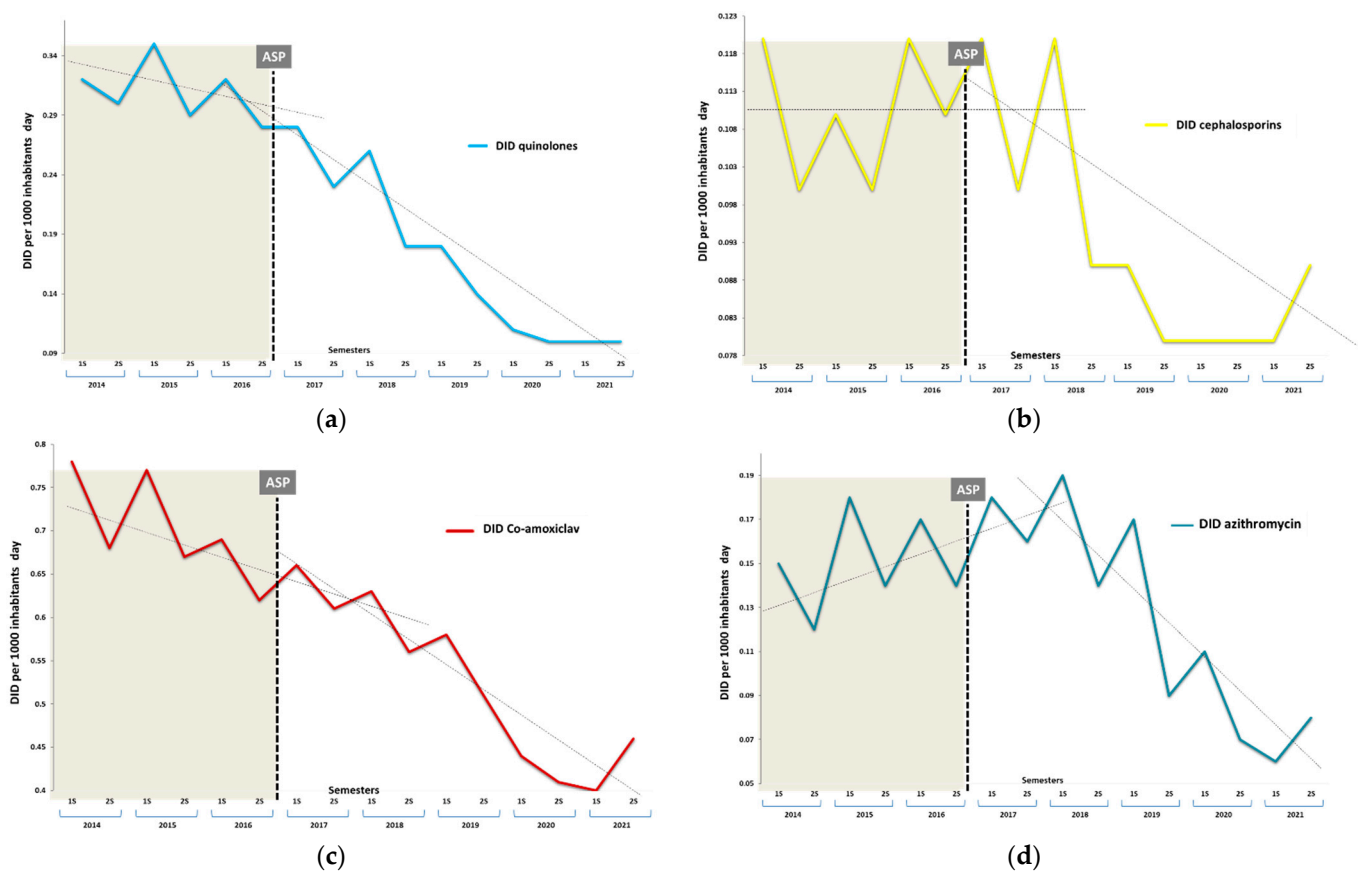 0.34
0.29
0.24
0.19
0.14
0.09
DID per 1000 inhabitants day
ASP
DID quinolones
Semesters
1S 2S 1S 2S 1S 2S 1S 2S 1S 2S 1S 2S 1S 2S 1S 2S
2014 2015 2016 2017 2018 2019 2020 2021
(a)
0.123
0.118
0.113
0.108
0.103
0.098
0.093
0.088
0.083
0.078
DID per 1000 inhabitants day
ASP
DID cephalosporins
Semesters
1S 2S 1S 2S 1S 2S 1S 2S 1S 2S 1S 2S 1S 2S 1S 2S
2014 2015 2016 2017 2018 2019 2020 2021
(b)
0.8
0.75
0.7
0.65
0.6
0.55
0.5
0.45
0.4
DID per 1000 inhabitants day
ASP
DID Co-amoxiclav
Semesters
1S 2S 1S 2S 1S 2S 1S 2S 1S 2S 1S 2S 1S 2S 1S 2S
2014 2015 2016 2017 2018 2019 2020 2021
(c)
0.19
0.17
0.15
0.13
0.11
0.09
0.07
0.05
DID per 1000 inhabitants day
ASP
DID azithromycin
Semesters
1S 2S 1S 2S 1S 2S 1S 2S 1S 2S 1S 2S 1S 2S 1S 2S
2014 2015 2016 2017 2018 2019 2020 2021
(d)